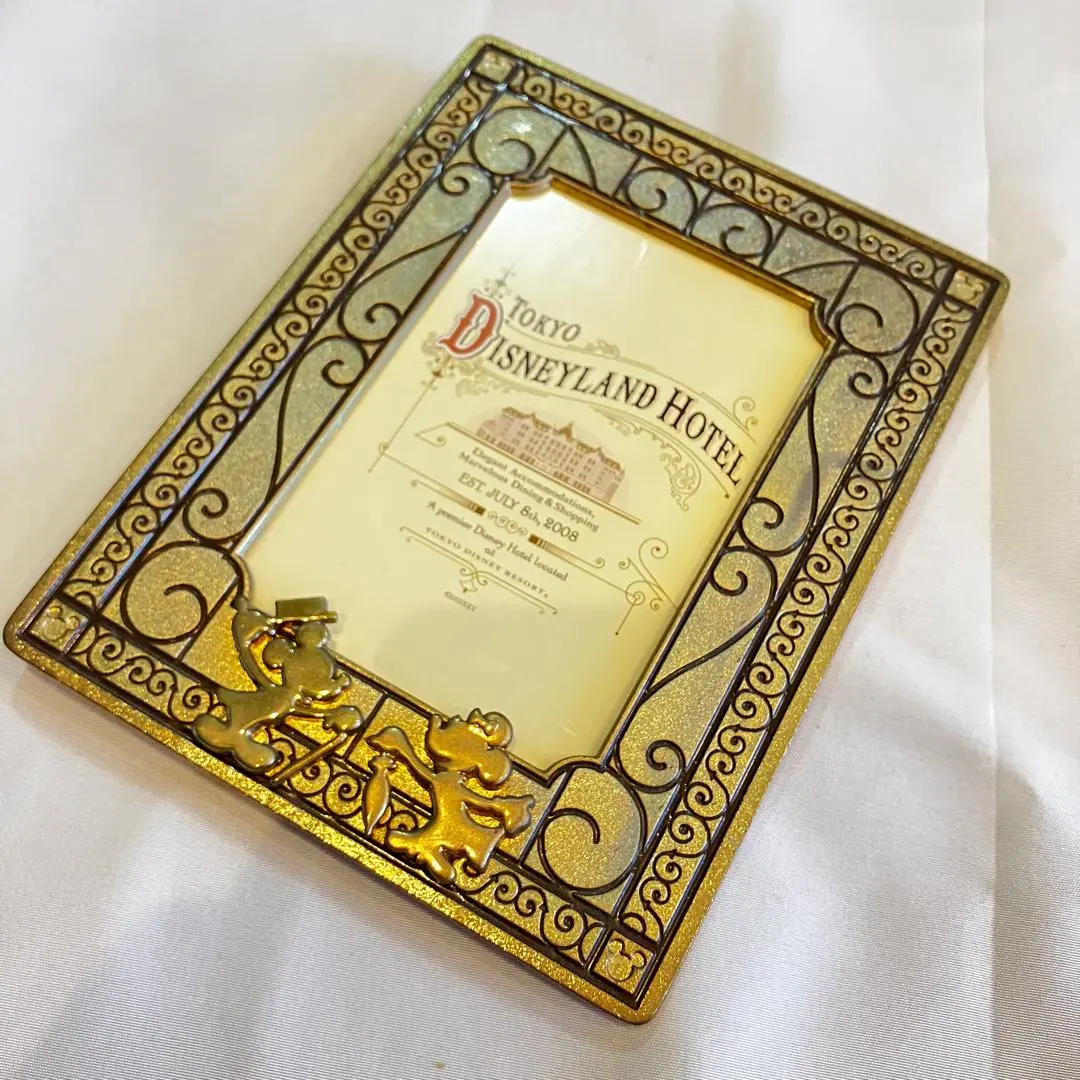 TOKYO
DISNEYLAND HOTEL
Elegant Accommodations,
Marvelous Dining & Shopping
EST. JULY 8th, 2008
A premier Disney Hotel located
at
TOKYO DISNEY RESORT®
©DISNEY